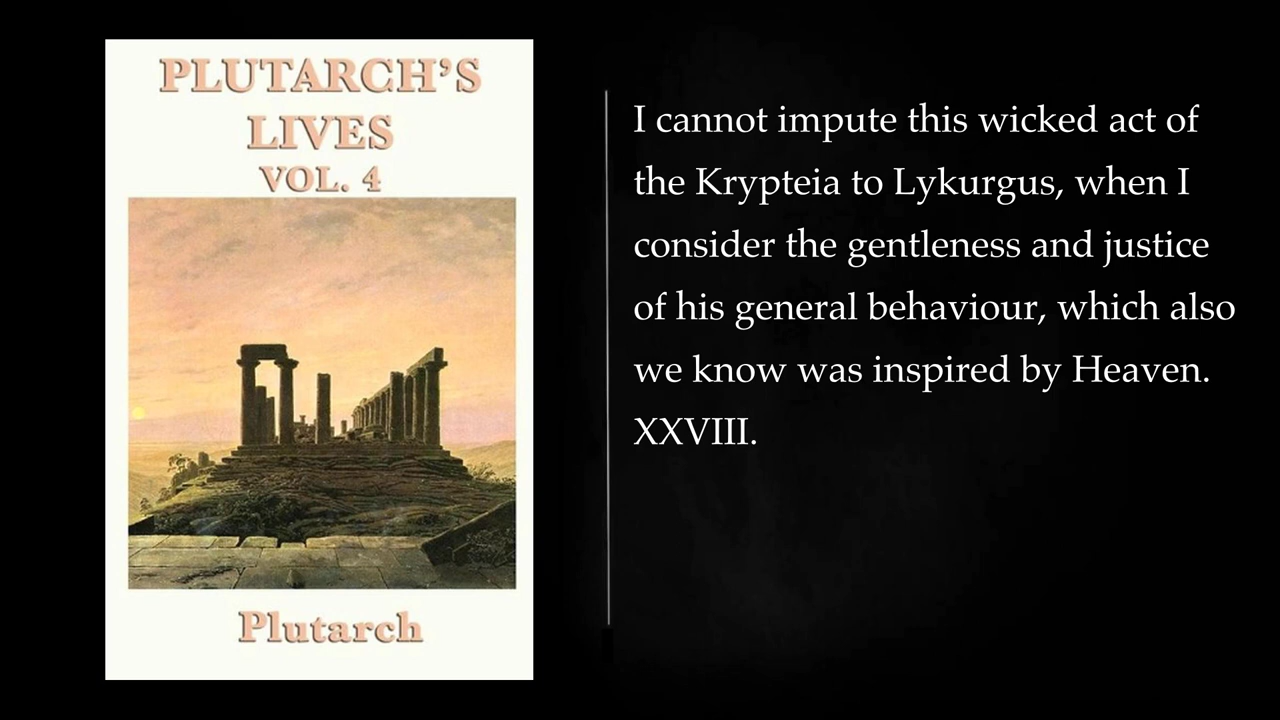 PLUTARCH'S
LIVES
VOL. 4
Plutarch
I cannot impute this wicked act of
the Krypteia to Lykurgus, when I
consider the gentleness and justice
of his general behaviour, which also
we know was inspired by Heaven.
XXVIII.